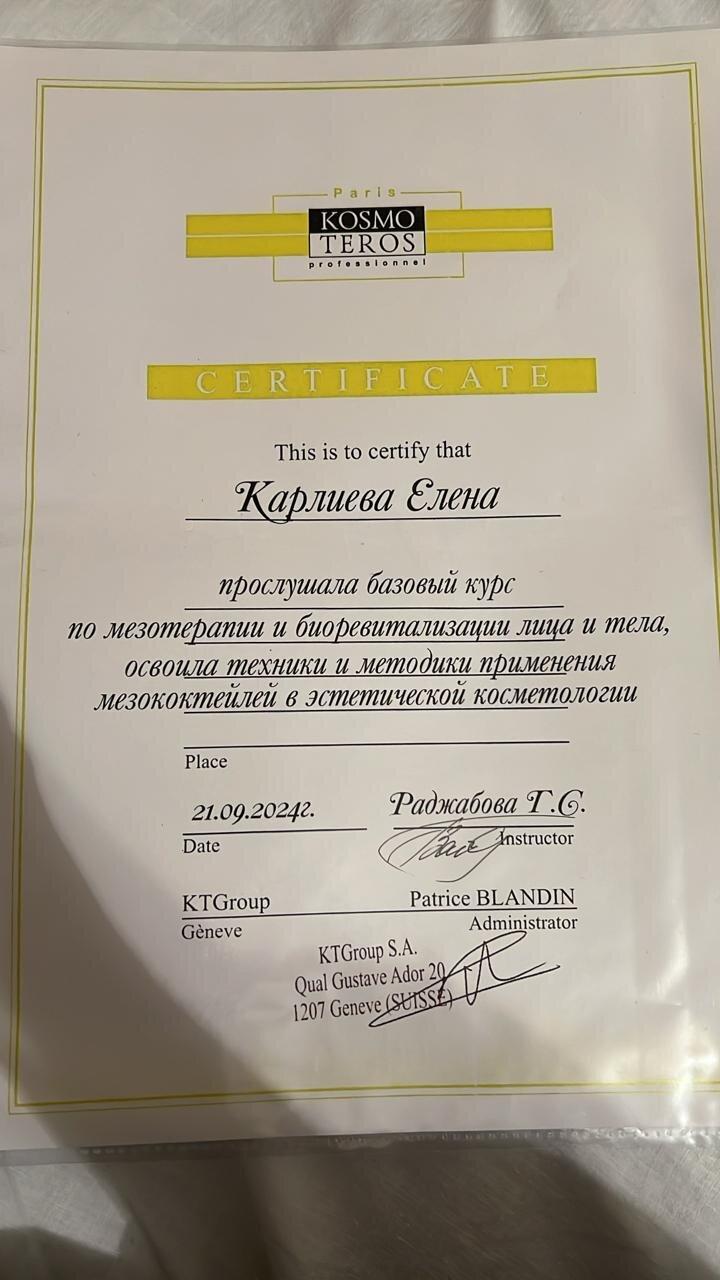 Paris
KOSMO
TEROS
professionnel
CERTIFICATE
This is to certify that
Карлиева Елена
прослушала базовый курс
по мезотерапии и биоревитализации лица и тела,
освоила техники и методики применения
мезококтейлей в эстетической косметологии
Place
21.09.2024г. Раджабова Г.С.
Date Instructor
KTGroup Patrice BLANDIN
Gèneve Administrator
KTGroup S.A.
Qual Gustave Ador 20
1207 Geneve (SUISSE)